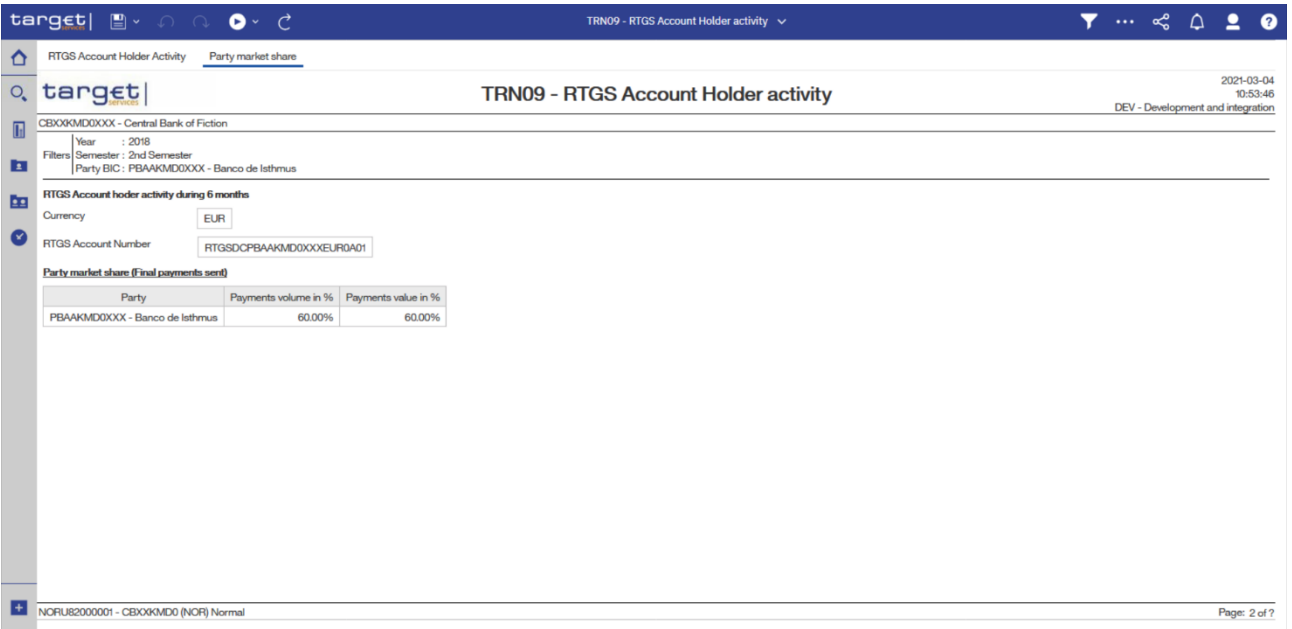 target| services TRN09 - RTGS Account Holder activity
RTGS Account Holder Activity Party market share
target| services TRN09 - RTGS Account Holder activity
2021-03-04
10:53:46
DEV - Development and integration
CBXXKMD0XXX - Central Bank of Fiction
Year : 2018
Filters Semester : 2nd Semester
Party BIC : PBAAKMD0XXX - Banco de Isthmus
RTGS Account hoder activity during 6 months
Currency EUR
RTGS Account Number RTGSDCPBAAKMD0XXXEUR0A01
Party market share (Final payments sent)
Party Payments volume in % Payments value in %
PBAAKMD0XXX - Banco de Isthmus 60.00% 60.00%
NORU82000001 - CBXXKMD0 (NOR) Normal Page: 2 of ?